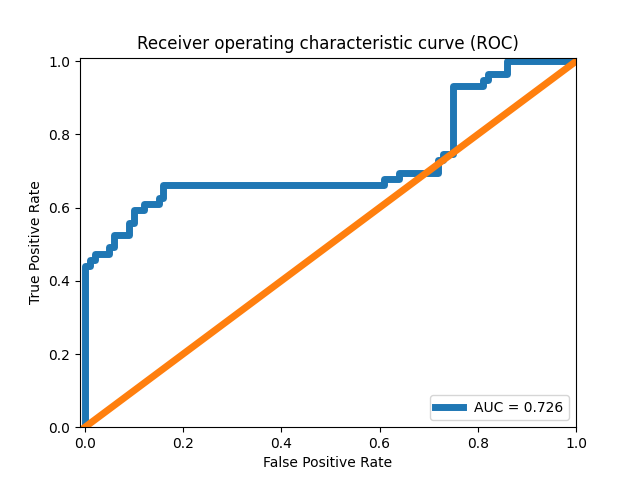 Receiver operating characteristic curve (ROC)
True Positive Rate
1.0
0.8
0.6
0.4
0.2
0.0
0.0 0.2 0.4 0.6 0.8 1.0
False Positive Rate
AUC = 0.726